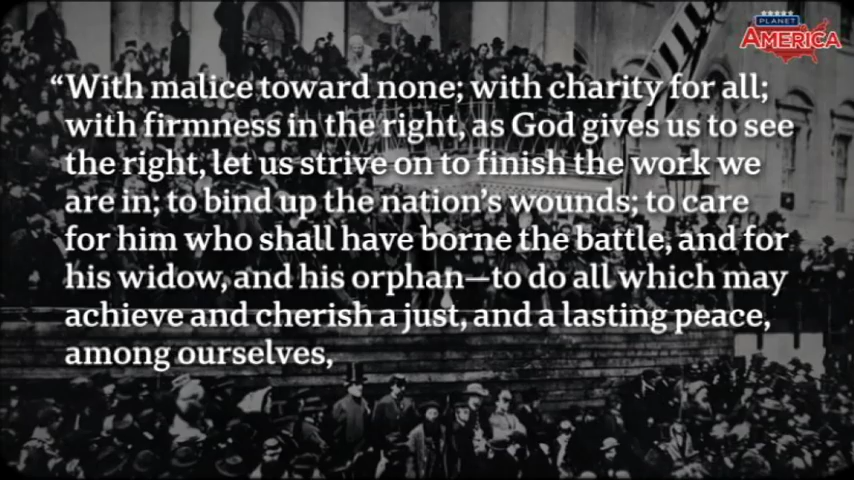 PLANET
AMERICA
“With malice toward none; with charity for all;
with firmness in the right, as God gives us to see
the right, let us strive on to finish the work we
are in; to bind up the nation’s wounds; to care
for him who shall have borne the battle, and for
his widow, and his orphan—to do all which may
achieve and cherish a just, and a lasting peace,
among ourselves,